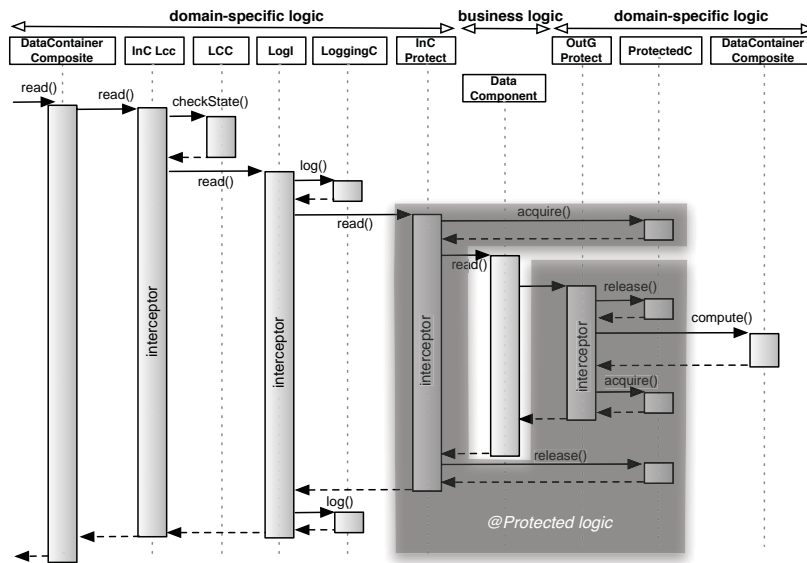 domain-specific logic
business logic
domain-specific logic
DataContainer
Composite
InC Lcc
LCC
LogI
LoggingC
InC
Protect
Data
Component
OutG
Protect
ProtectedC
DataContainer
Composite
read()
read()
checkState()
read()
log()
read()
acquire()
read()
release()
compute()
acquire()
release()
log()
interceptor
interceptor
interceptor
interceptor
@Protected logic